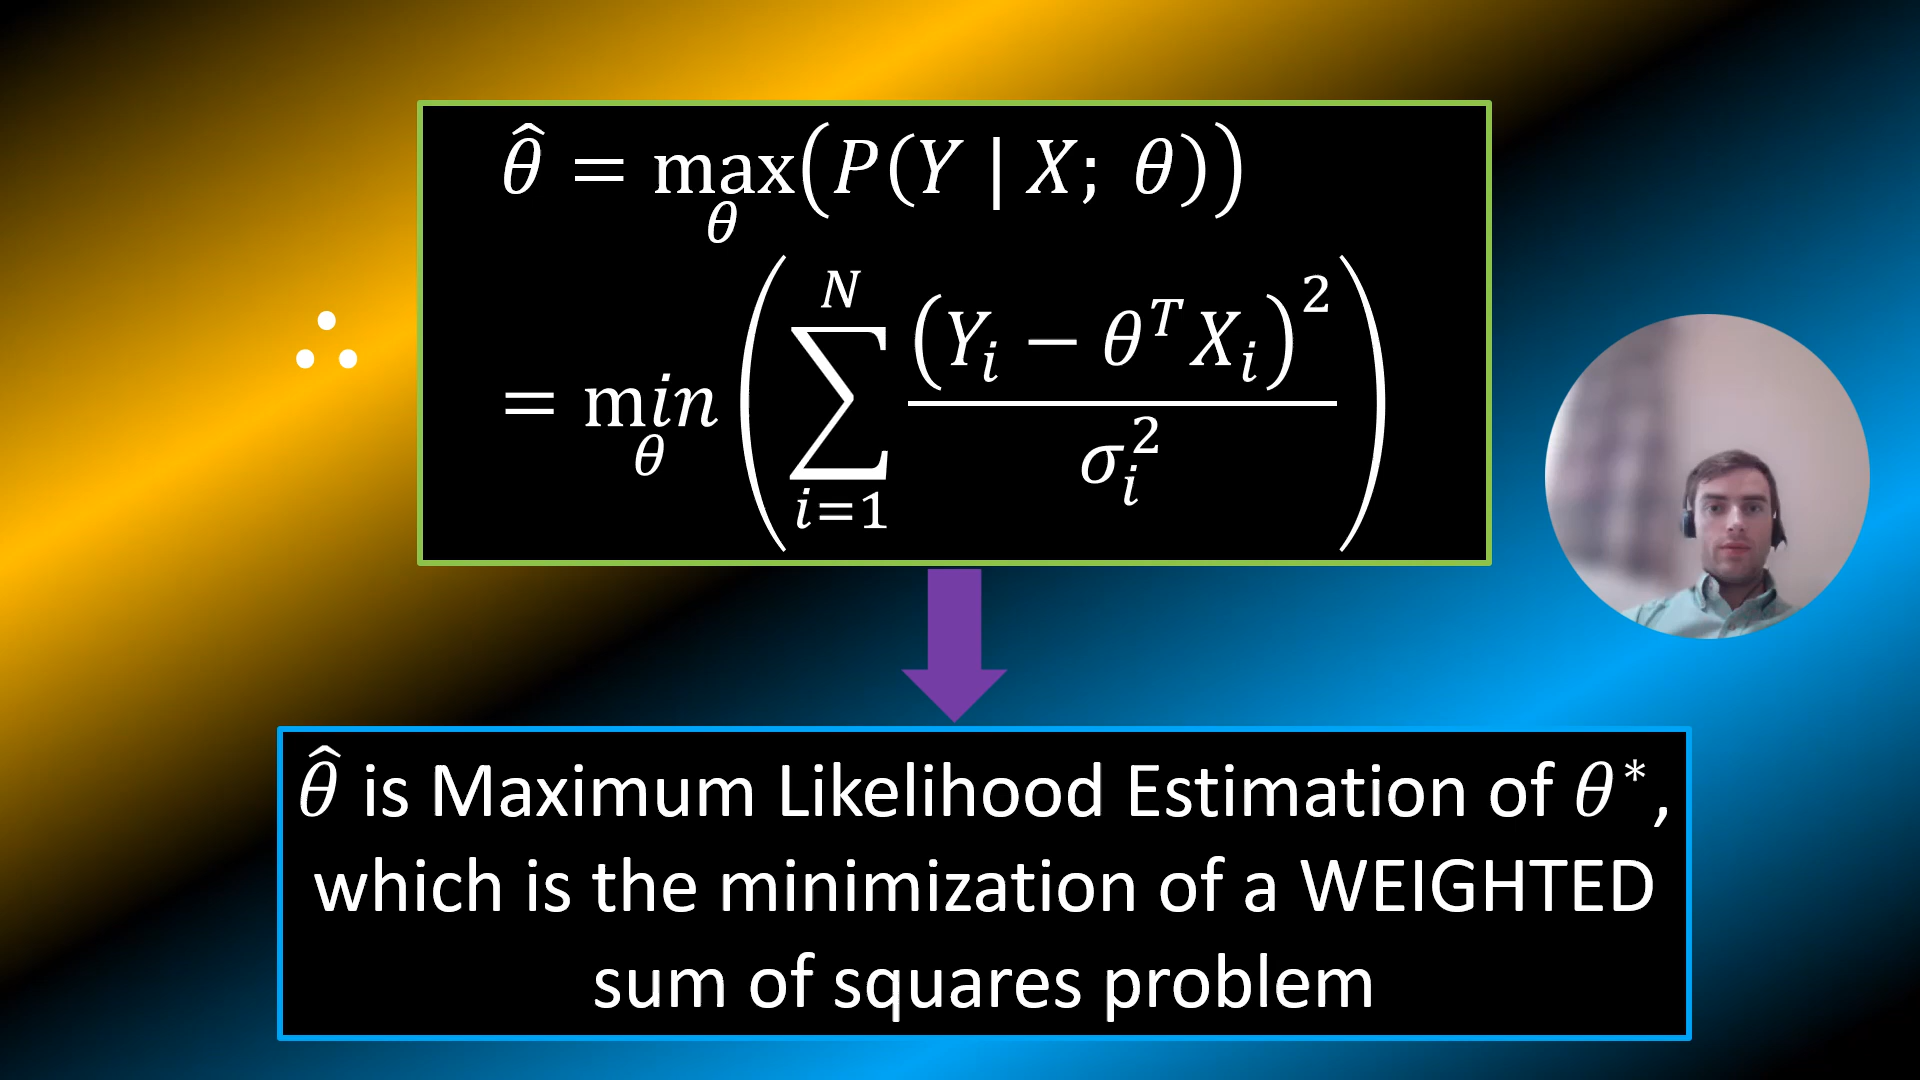 ∴
θ̂ = max_θ (P(Y | X; θ))
= min_θ ( ∑_{i=1}^{N} (Y_i − θ^T X_i)^2 / σ_i^2 )
θ̂ is Maximum Likelihood Estimation of θ*,
which is the minimization of a WEIGHTED
sum of squares problem